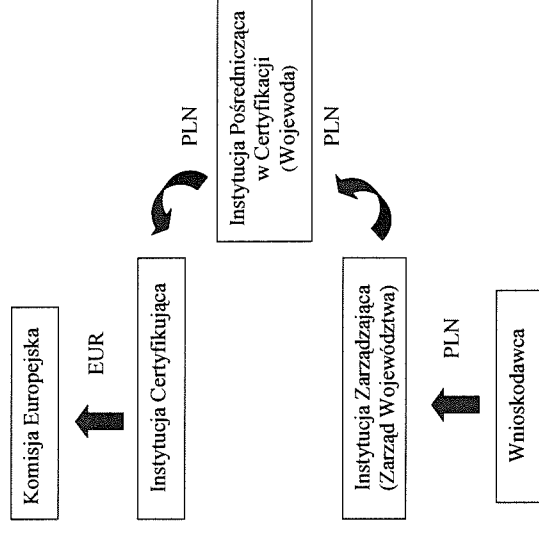 Komisja Europejska
EUR
Instytucja Certyfikująca
PLN
Instytucja Pośrednicząca
w Certyfikacji
(Wojewoda)
PLN
Instytucja Zarządzająca
(Zarząd Województwa)
PLN
Wnioskodawca